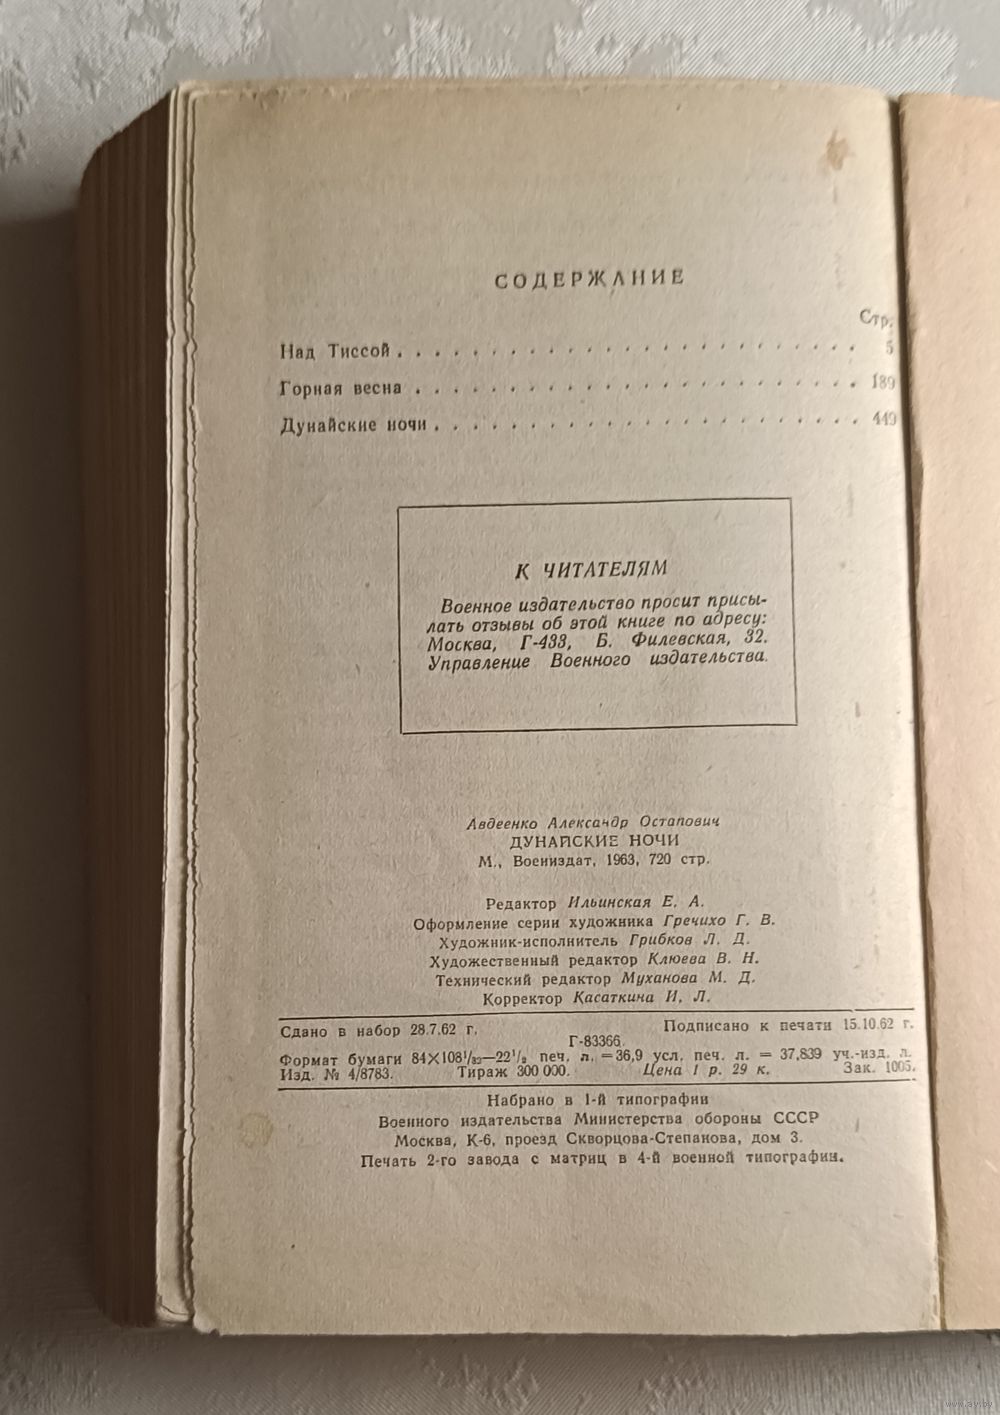 СОДЕРЖАНИЕ
Стр.
Над Тиссой . . . . . . . . . . . . . . . . . . . . . . . . . 5
Горная весна . . . . . . . . . . . . . . . . . . . . . . . . 189
Дунайские ночи . . . . . . . . . . . . . . . . . . . . . . . 449
К ЧИТАТЕЛЯМ
Военное издательство просит присы-
лать отзывы об этой книге по адресу:
Москва, Г-433, Б. Филевская, 32.
Управление Военного издательства.
Авдеенко Александр Остапович
ДУНАЙСКИЕ НОЧИ
М., Воениздат, 1963, 720 стр.
Редактор Ильинская Е. А.
Оформление серии художника Гречихо Г. В.
Художник-исполнитель Грибков Л. Д.
Художественный редактор Клюева В. Н.
Технический редактор Муханова М. Д.
Корректор Касаткина И. Л.
Сдано в набор 28.7.62 г. Подписано к печати 15.10.62 г.
Г-83366.
Формат бумаги 84×108¹/₃₂—22¹/₂ печ. л. = 36,9 усл. печ. л. = 37,839 уч.-изд. л.
Изд. № 4/8783. Тираж 300 000. Цена 1 р. 29 к. Зак. 1005.
Набрано в 1-й типографии
Военного издательства Министерства обороны СССР
Москва, К-6, проезд Скворцова-Степанова, дом 3.
Печать 2-го завода с матриц в 4-й военной типографии.
www.ay.by